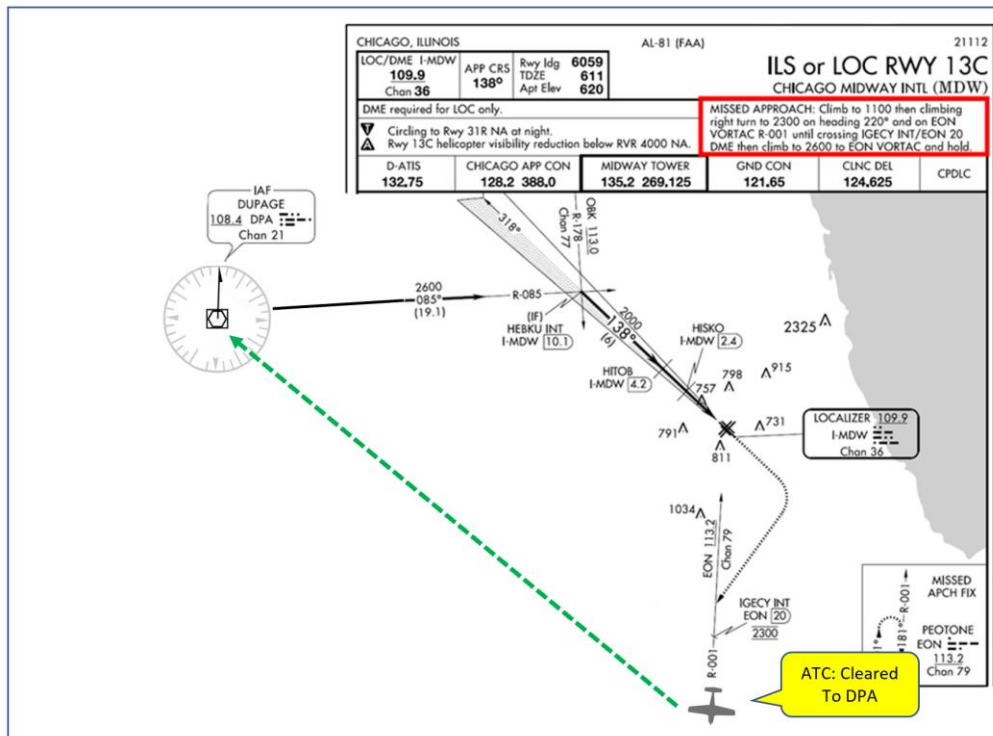 CHICAGO, ILLINOIS
AL-81 (FAA)
21112
LOC/DME I-MDW
109.9
Chan 36
APP CRS
138°
Rwy ldg 6059
TDZE 611
Apt Elev 620
ILS or LOC RWY 13C
CHICAGO MIDWAY INTL (MDW)
DME required for LOC only.
T Circling to Rwy 31R NA at night.
A Rwy 13C helicopter visibility reduction below RVR 4000 NA.
MISSED APPROACH: Climb to 1100 then climbing
right turn to 2300 on heading 220° and on EON
VORTAC R-001 until crossing IGECY INT/EON 20
DME then climb to 2600 to EON VORTAC and hold.
D-ATIS
132.75
CHICAGO APP CON
128.2 388.0
MIDWAY TOWER
135.2 269.125
GND CON
121.65
CLNC DEL
124.625
CPDLC
IAF
DUPAGE
108.4 DPA
Chan 21
318°
OBK 113.0
R-178
Chan 77
2600
085°
(19.1)
R-085
(IF)
HEBKU INT
I-MDW 10.1
2000
138°
(6)
HISKO
I-MDW 2.4
HITOB
I-MDW 4.2
2325
915
798
757
791
731
811
LOCALIZER 109.9
I-MDW
Chan 36
1034
EON 113.2
Chan 79
IGECY INT
EON 20
2300
R-001
MISSED
APCH FIX
R-001
181°
1°
PEOTONE
EON
113.2
Chan 79
ATC: Cleared
To DPA